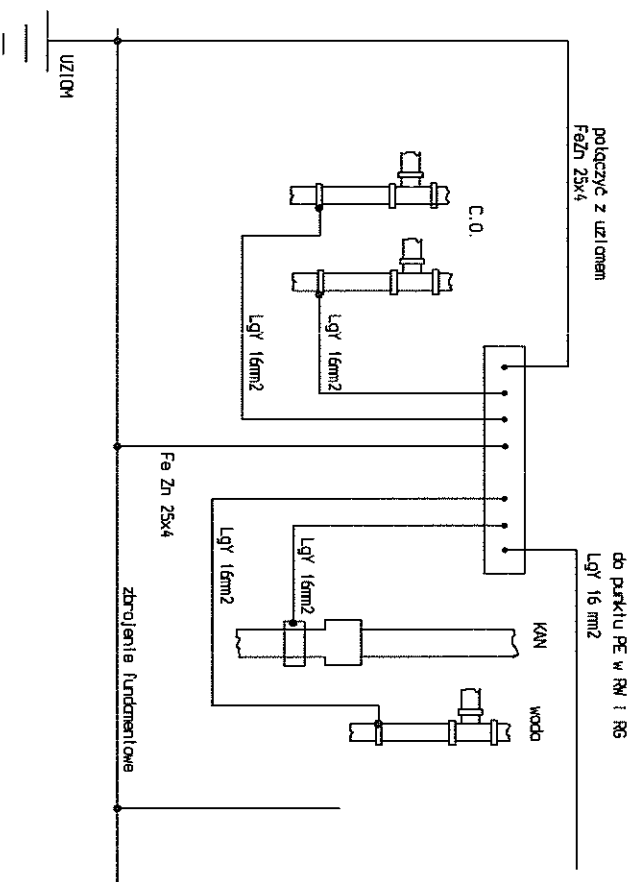 połączyć z uziomem
FeZn 25x4
UZIOM
C.O.
LgY 16mm2
LgY 16mm2
Fe Zn 25x4
LgY 16mm2
LgY 16mm2
zbrojenie fundamentowe
KAN
woda
do punktu PE w RW i RG
LgY 16 mm2